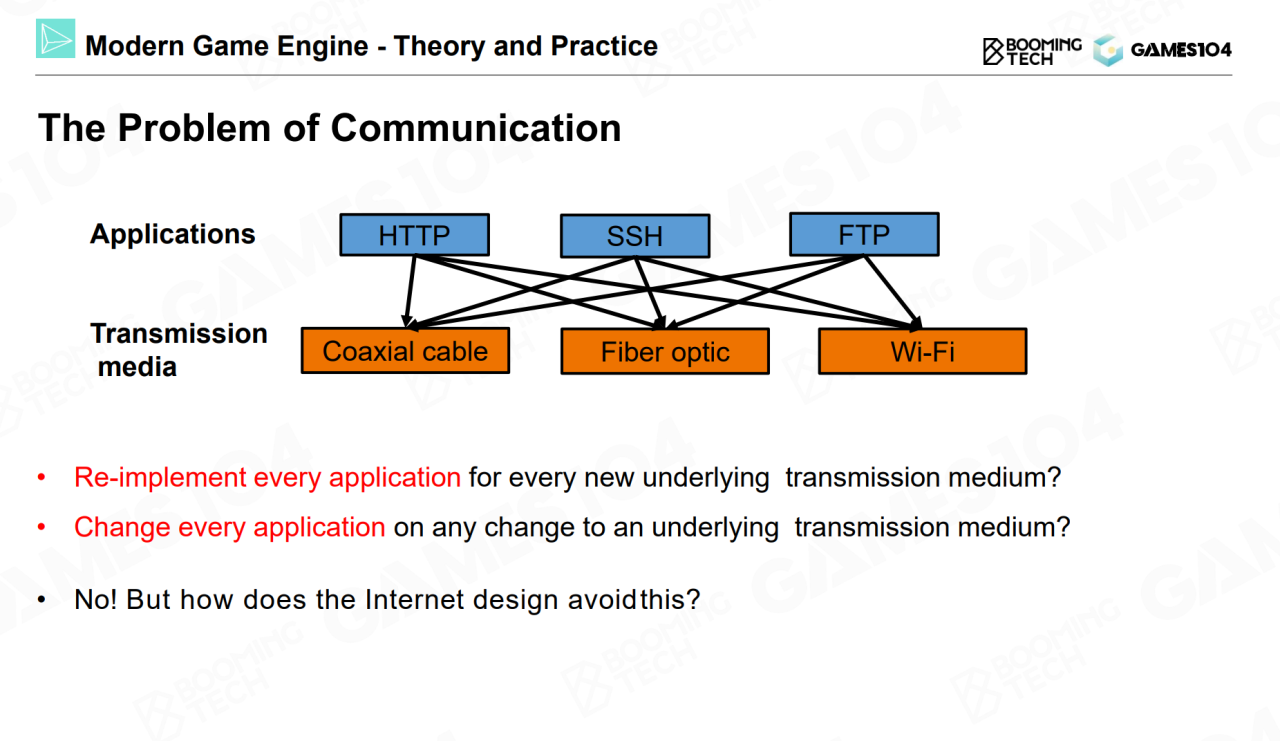 Modern Game Engine - Theory and Practice
BOOMING
TECH
GAMES104
The Problem of Communication
Applications
HTTP
SSH
FTP
Transmission
media
Coaxial cable
Fiber optic
Wi-Fi
• Re-implement every application for every new underlying transmission medium?
• Change every application on any change to an underlying transmission medium?
• No! But how does the Internet design avoid this?